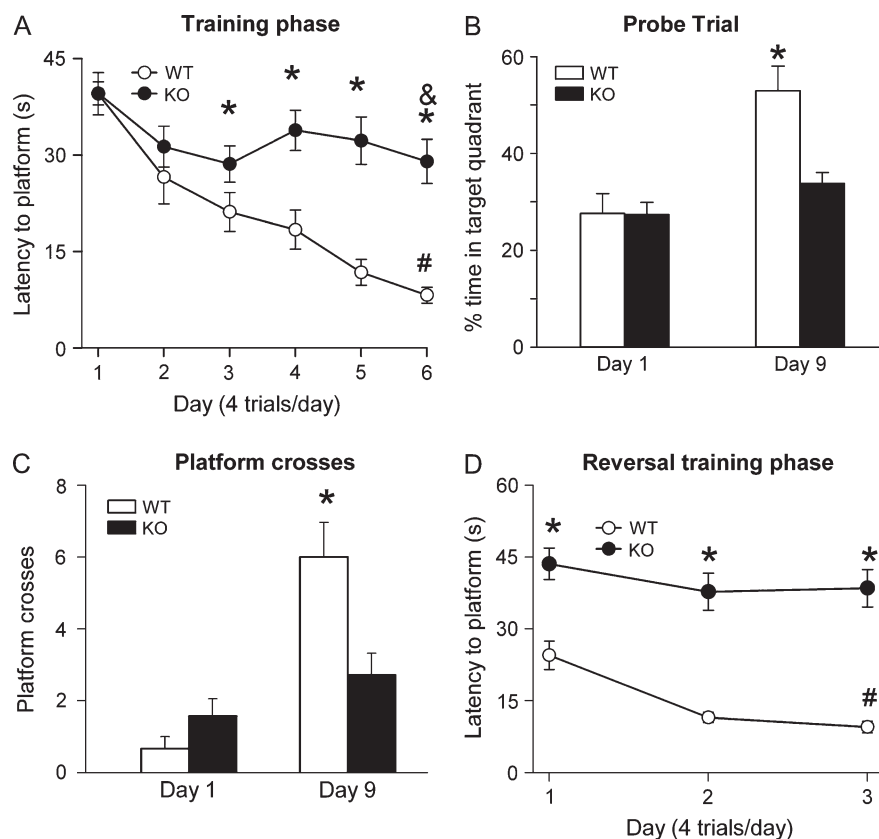 A
Training phase
WT
KO
* * * & *
#
45
30
15
0
Latency to platform (s)
1 2 3 4 5 6
Day (4 trials/day)
B
Probe Trial
WT
KO
*
60
40
20
0
% time in target quadrant
Day 1 Day 9
C
Platform crosses
WT
KO
*
8
6
4
2
0
Platform crosses
Day 1 Day 9
D
Reversal training phase
WT
KO
* * *
#
60
45
30
15
0
Latency to platform (s)
1 2 3
Day (4 trials/day)